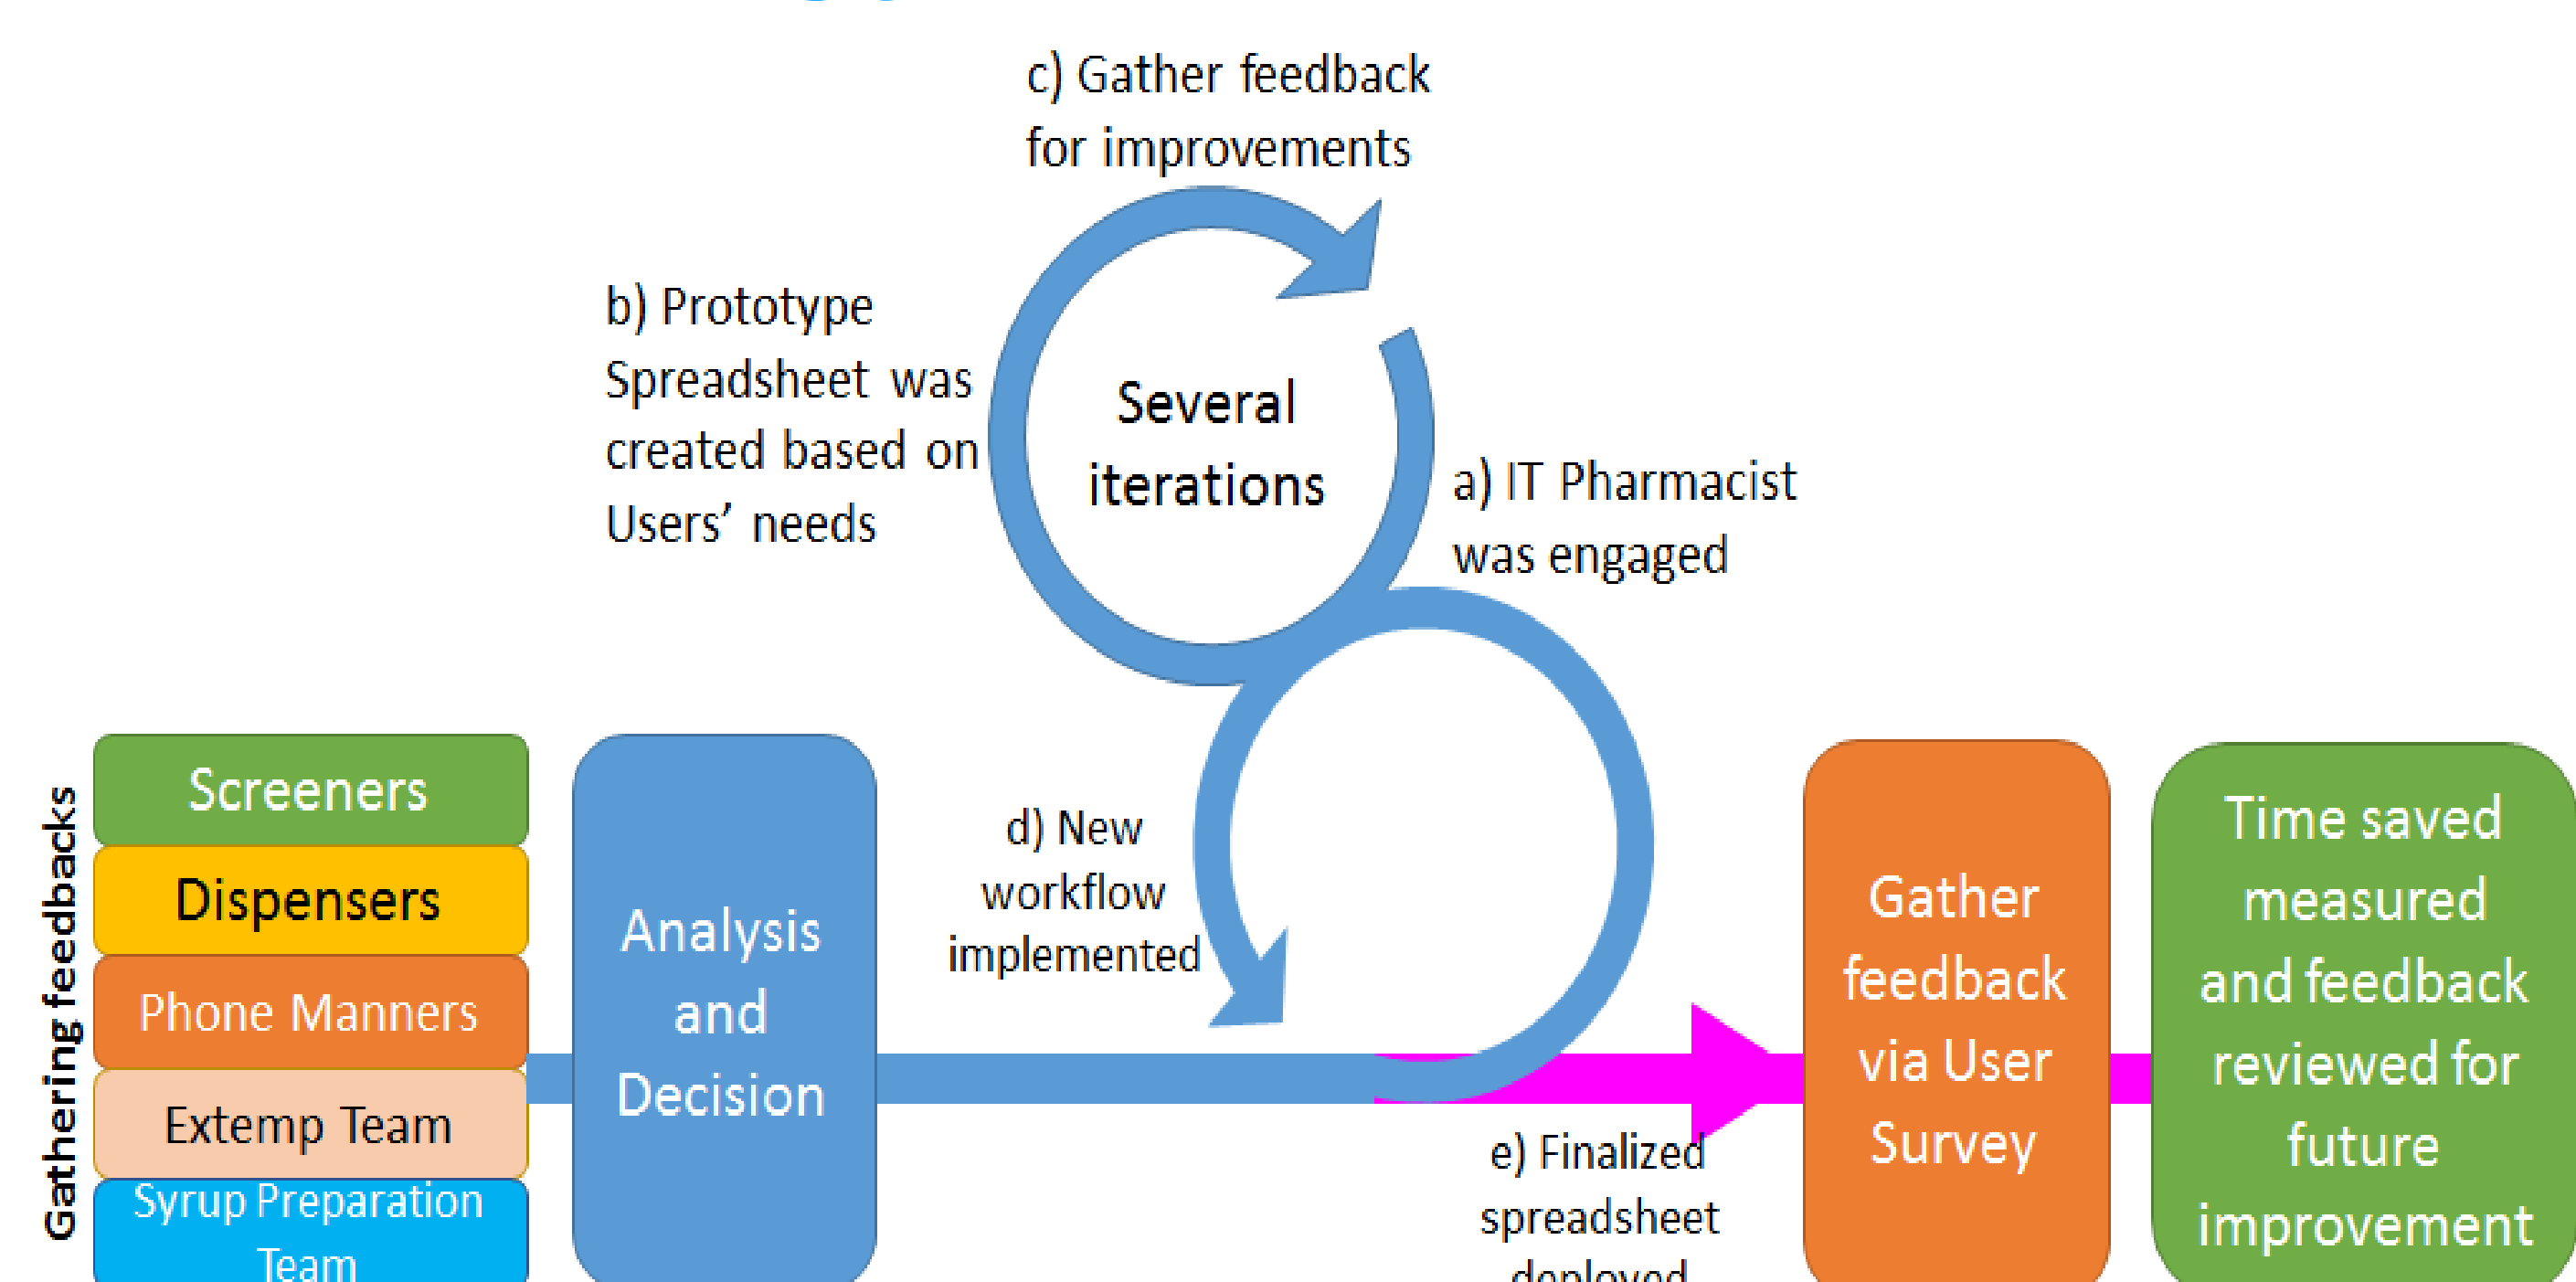 c) Gather feedback
for improvements
b) Prototype
Spreadsheet was
created based on
Users’ needs
Several
iterations
a) IT Pharmacist
was engaged
Gathering feedbacks
Screeners
Dispensers
Phone Manners
Extemp Team
Syrup Preparation
Team
Analysis
and
Decision
d) New
workflow
implemented
e) Finalized
spreadsheet
deployed
Gather
feedback
via User
Survey
Time saved
measured
and feedback
reviewed for
future
improvement